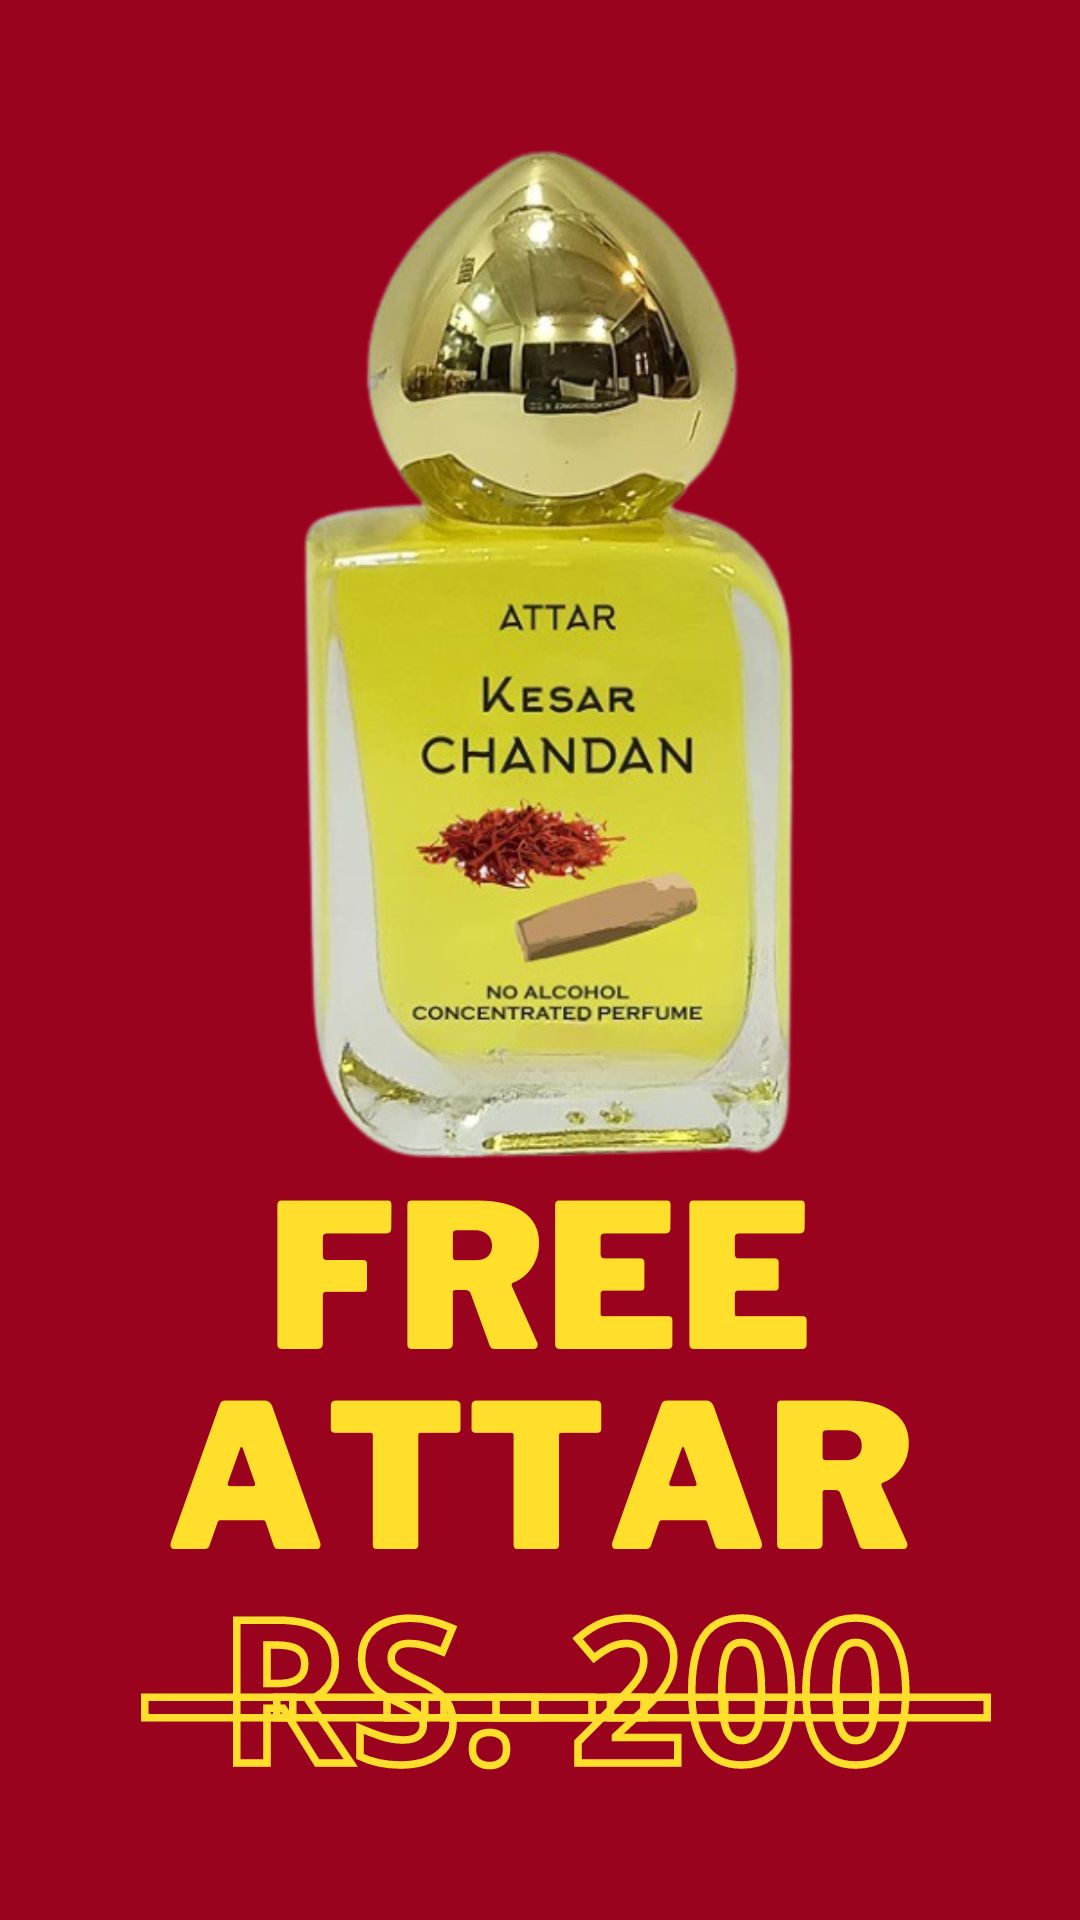 ATTAR
KESAR
CHANDAN
NO ALCOHOL
CONCENTRATED PERFUME
FREE
ATTAR
RS. 200